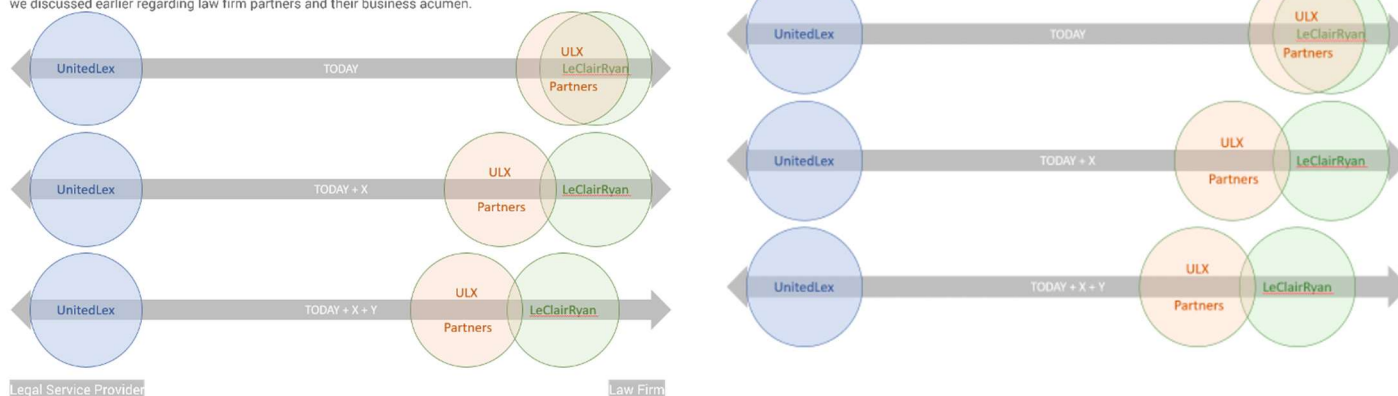 we discussed earlier regarding law firm partners and their business acumen.
UnitedLex
TODAY
ULX
LeClairRyan
Partners
UnitedLex
TODAY + X
ULX
Partners
LeClairRyan
UnitedLex
TODAY + X + Y
ULX
Partners
LeClairRyan
Legal Service Provider
Law Firm
UnitedLex
TODAY
ULX
LeClairRyan
Partners
UnitedLex
TODAY + X
ULX
Partners
LeClairRyan
UnitedLex
TODAY + X + Y
ULX
Partners
LeClairRyan